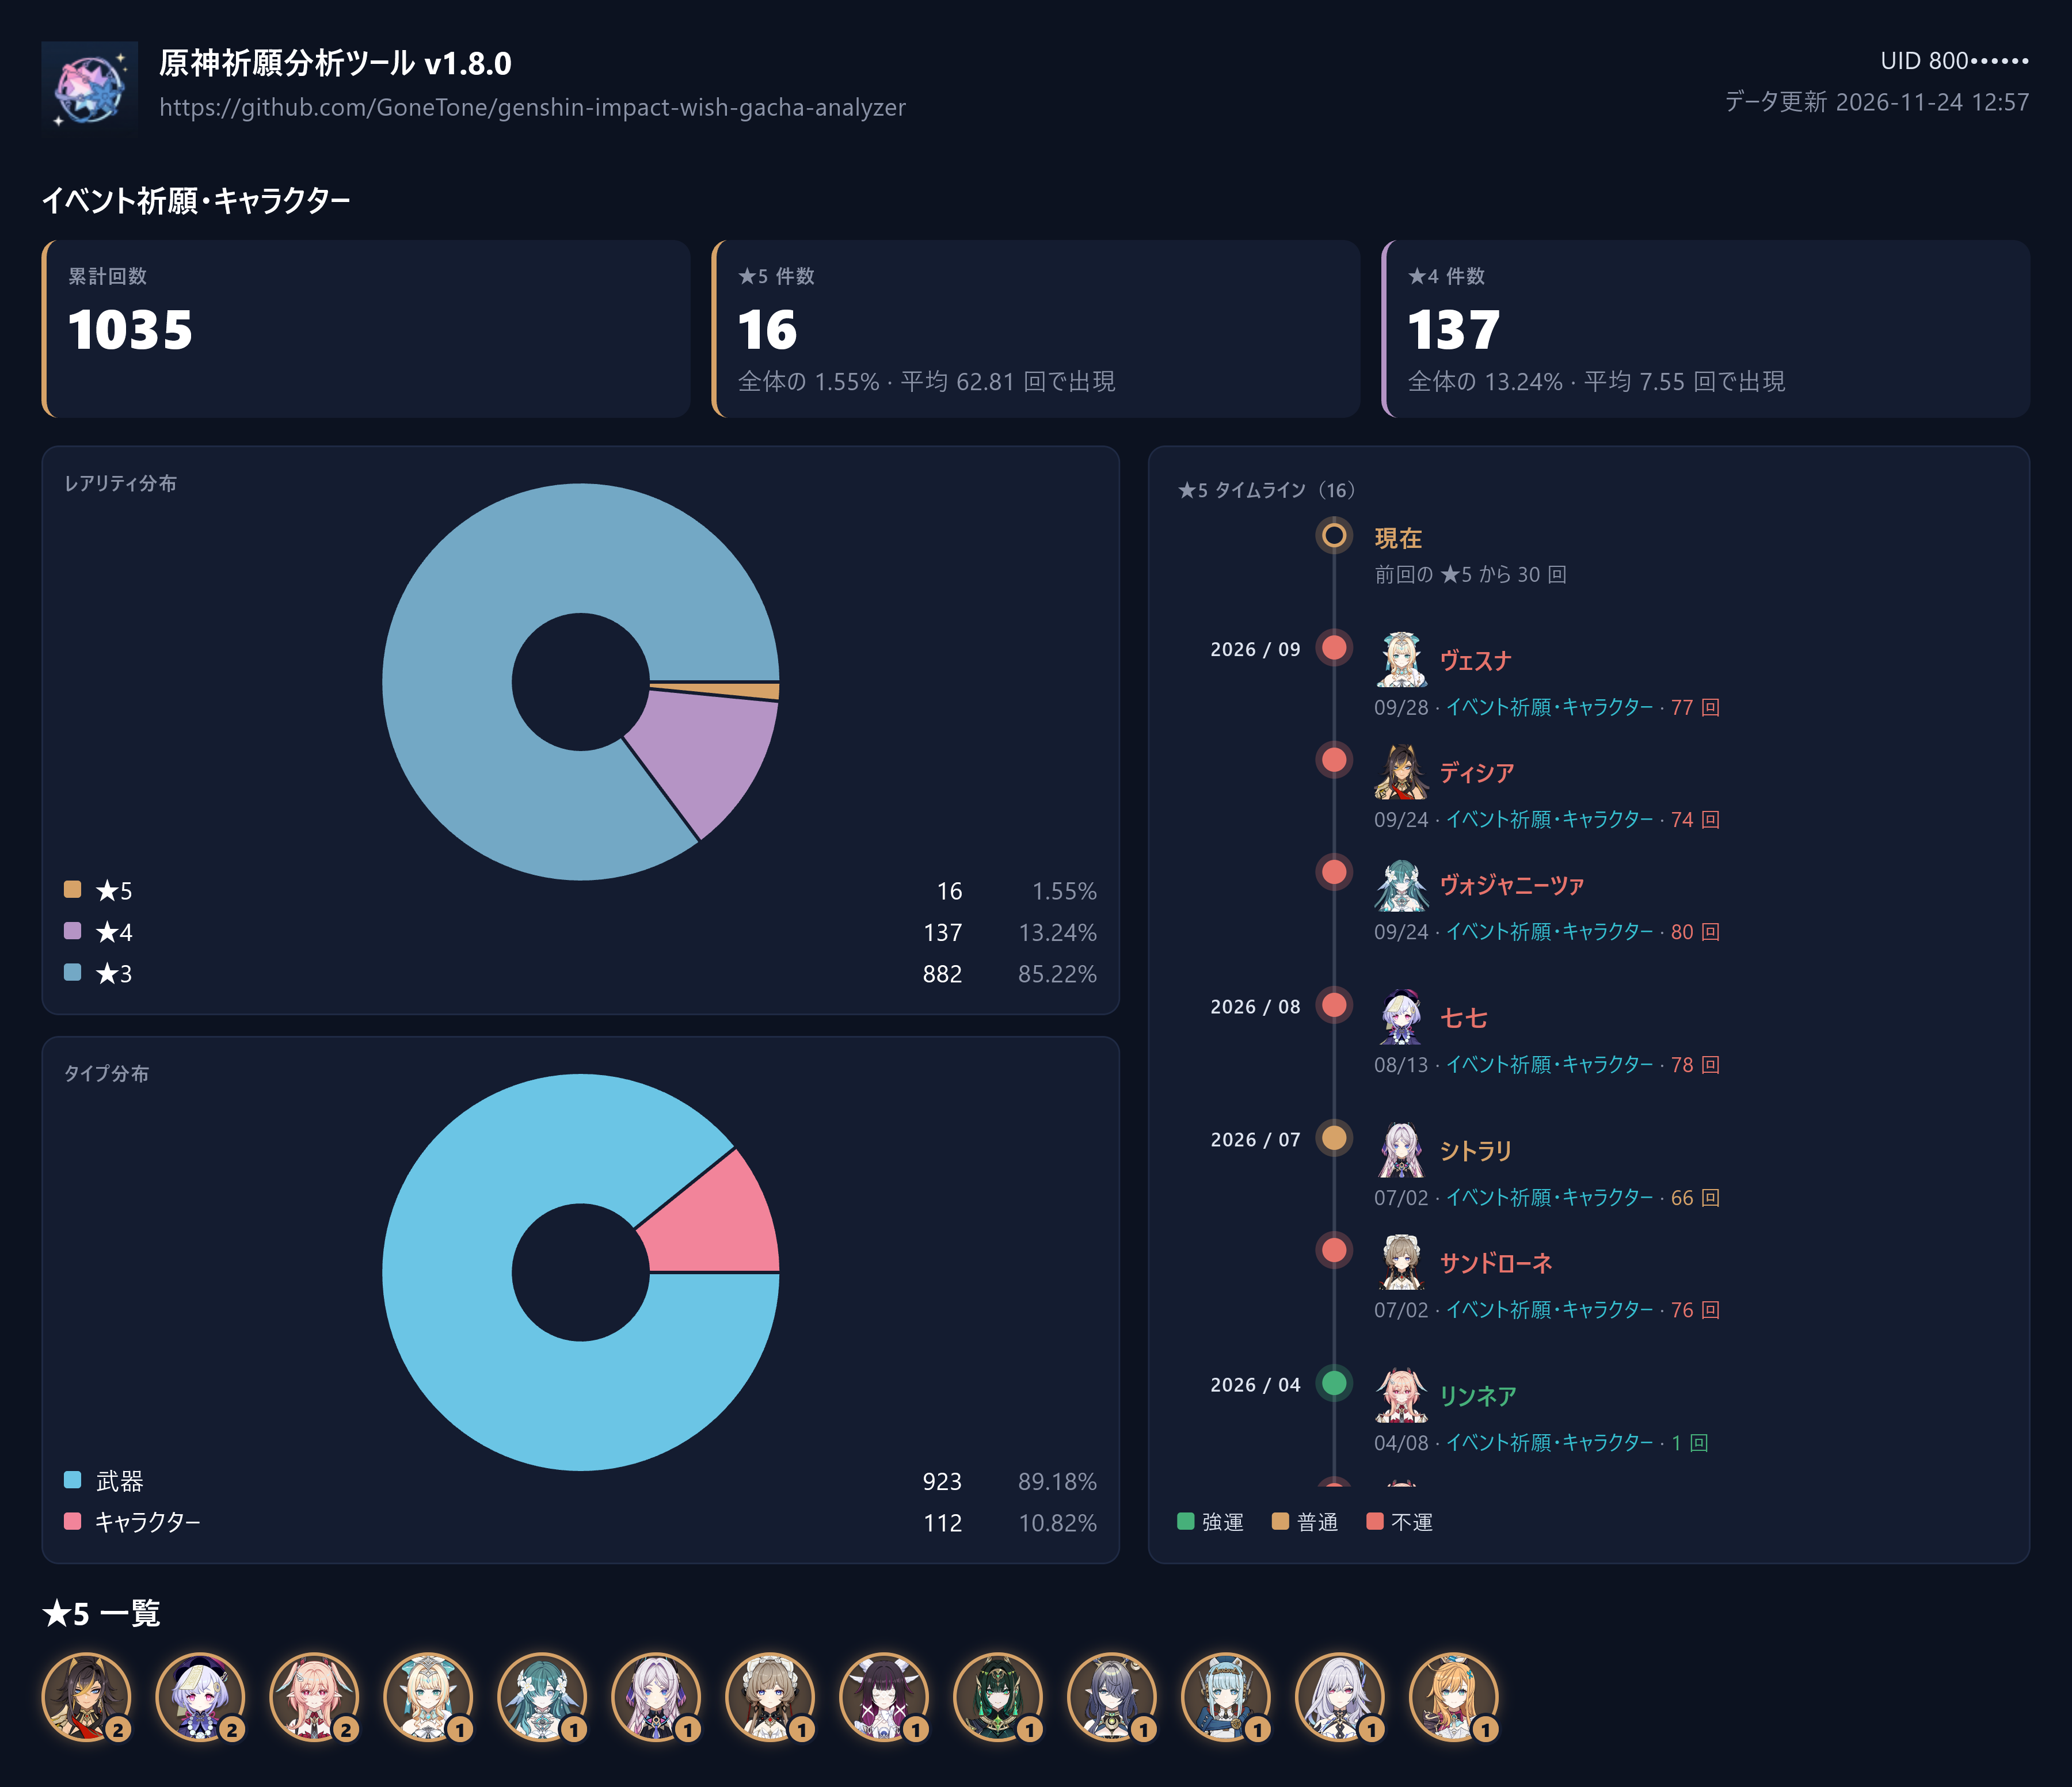 原神祈願分析ツール v1.8.0
https://github.com/GoneTone/genshin-impact-wish-gacha-analyzer
UID 800••••••
データ更新 2026-11-24 12:57
イベント祈願・キャラクター
累計回数
1035
★5 件数
16
全体の 1.55% · 平均 62.81 回で出現
★4 件数
137
全体の 13.24% · 平均 7.55 回で出現
レアリティ分布
★5 16 1.55%
★4 137 13.24%
★3 882 85.22%
タイプ分布
武器 923 89.18%
キャラクター 112 10.82%
★5 タイムライン（16）
現在
前回の ★5 から 30 回
2026 / 09
ヴェスナ
09/28 · イベント祈願・キャラクター · 77 回
ディシア
09/24 · イベント祈願・キャラクター · 74 回
ヴォジャニーツァ
09/24 · イベント祈願・キャラクター · 80 回
2026 / 08
七七
08/13 · イベント祈願・キャラクター · 78 回
2026 / 07
シトラリ
07/02 · イベント祈願・キャラクター · 66 回
サンドローネ
07/02 · イベント祈願・キャラクター · 76 回
2026 / 04
リンネア
04/08 · イベント祈願・キャラクター · 1 回
強運 普通 不運
★5 一覧
2 2 2 1 1 1 1 1 1 1 1 1 1